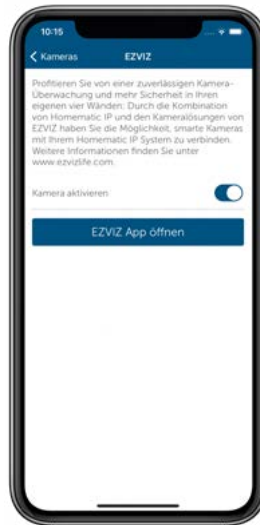 10:15
Kameras EZVIZ
Profitieren Sie von einer zuverlässigen Kamera-
Überwachung und mehr Sicherheit in Ihren
eigenen vier Wänden: Durch die Kombination
von Homematic IP und den Kameralösungen von
EZVIZ haben Sie die Möglichkeit, smarte Kameras
mit Ihrem Homematic IP System zu verbinden.
Weitere Informationen finden Sie unter
www.ezvizlife.com.
Kamera aktivieren
EZVIZ App öffnen